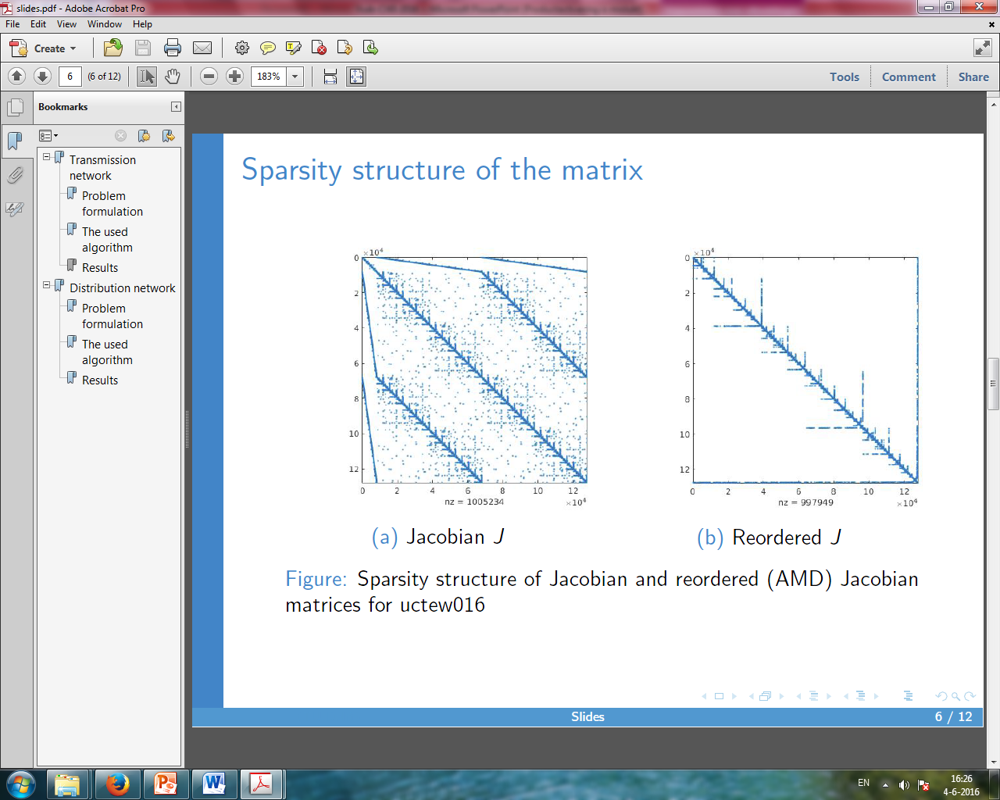 slides.pdf - Adobe Acrobat Pro
File Edit View Window Help
Create
6 (6 of 12) 183% Tools Comment Share
Bookmarks
Transmission
network
Problem
formulation
The used
algorithm
Results
Distribution network
Problem
formulation
The used
algorithm
Results
Sparsity structure of the matrix
×10⁴
0
2
4
6
8
10
12
0 2 4 6 8 10 12
nz = 1005234 ×10⁴
(a) Jacobian J
×10⁴
0
2
4
6
8
10
12
0 2 4 6 8 10 12
nz = 997949 ×10⁴
(b) Reordered J
Figure: Sparsity structure of Jacobian and reordered (AMD) Jacobian
matrices for uctew016
Slides 6 / 12
EN 16:26
4-6-2016